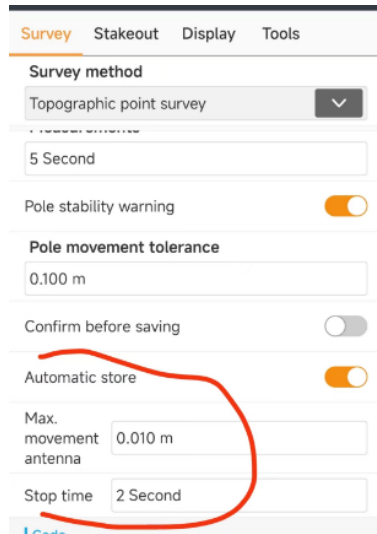 Survey Stakeout Display Tools
Survey method
Topographic point survey
Measurements
5 Second
Pole stability warning
Pole movement tolerance
0.100 m
Confirm before saving
Automatic store
Max.
movement 0.010 m
antenna
Stop time 2 Second
Code